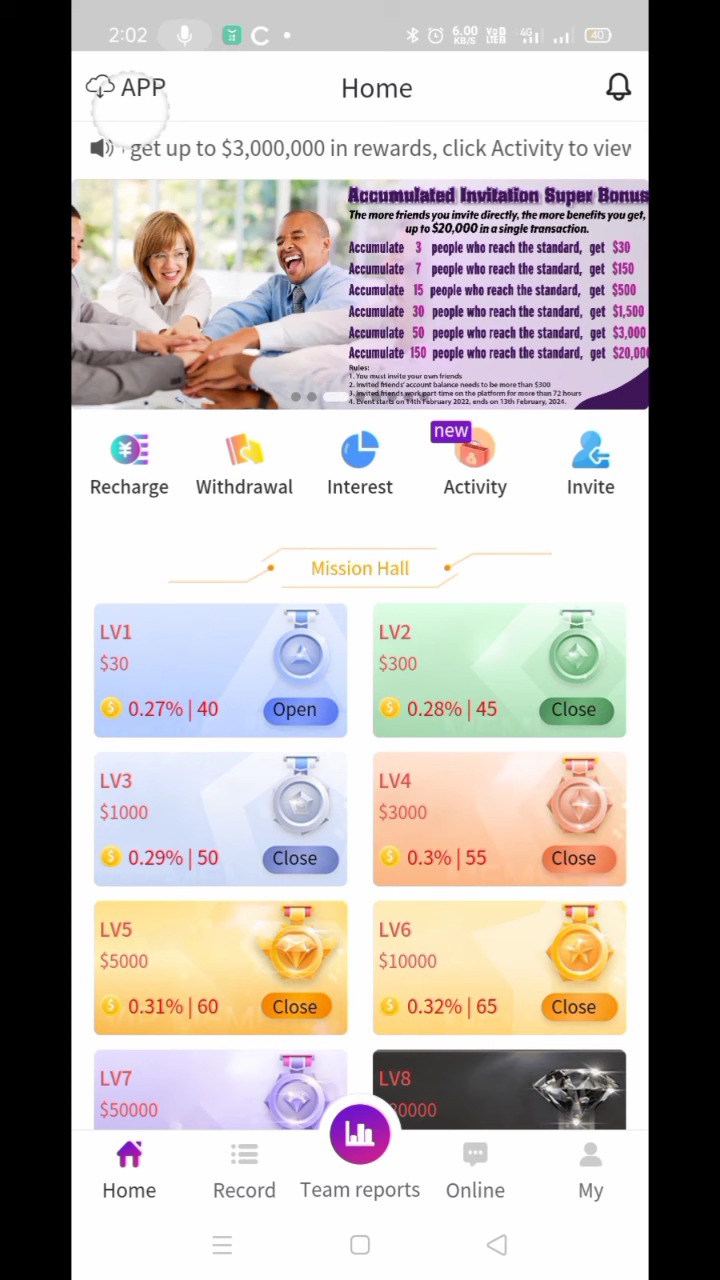 2:02
6.00 KB/S
4G
40
APP
Home
get up to $3,000,000 in rewards, click Activity to view
Accumulated Invitation Super Bonus
The more friends you invite directly, the more benefits you get,
up to $20,000 in a single transaction.
Accumulate 3 people who reach the standard, get $30
Accumulate 7 people who reach the standard, get $150
Accumulate 15 people who reach the standard, get $500
Accumulate 30 people who reach the standard, get $1,500
Accumulate 50 people who reach the standard, get $3,000
Accumulate 150 people who reach the standard, get $20,000
Rules:
1. You must invite your own friends
2. Invited friends' account balance needs to be more than $300
3. Invited friends work part-time on the platform for more than 72 hours
4. Event starts on 14th February 2022, ends on 13th February, 2024.
new
Recharge Withdrawal Interest Activity Invite
Mission Hall
LV1 LV2
$30 $300
0.27% | 40 Open 0.28% | 45 Close
LV3 LV4
$1000 $3000
0.29% | 50 Close 0.3% | 55 Close
LV5 LV6
$5000 $10000
0.31% | 60 Close 0.32% | 65 Close
LV7 LV8
$50000
Home Record Team reports Online My